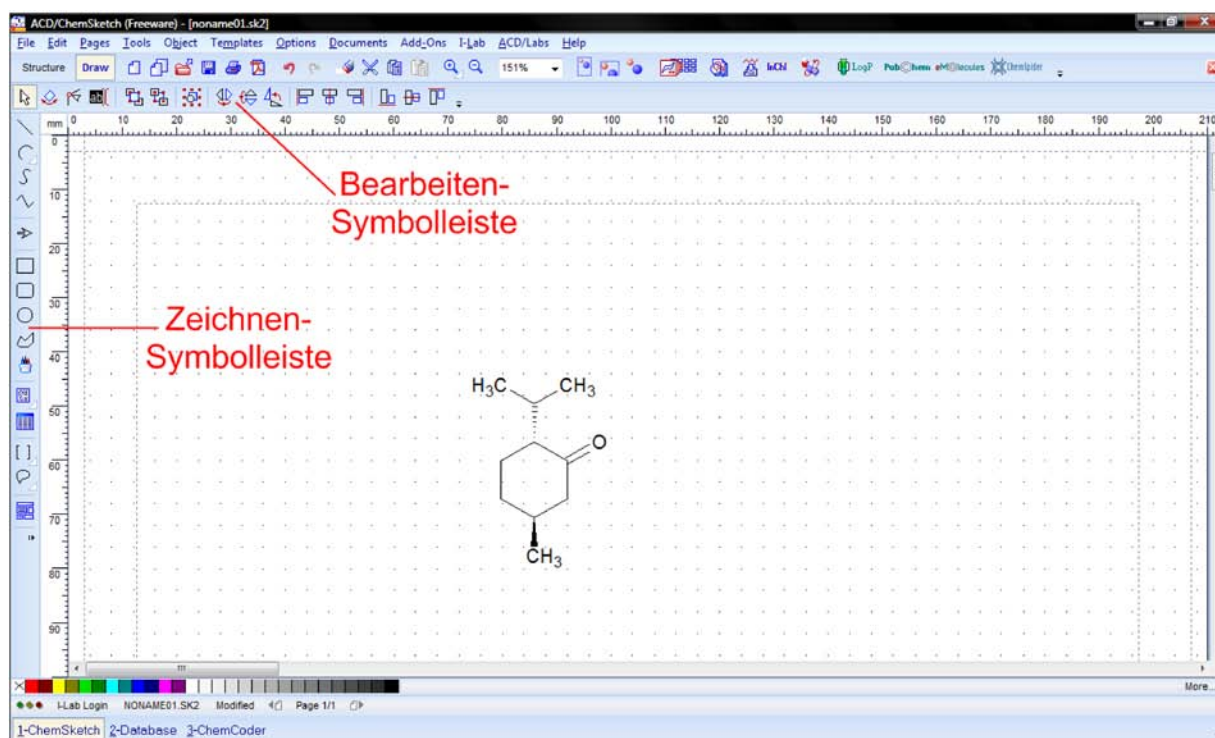 ACD/ChemSketch (Freeware) - [noname01.sk2]
File Edit Pages Tools Object Templates Options Documents Add-Ons I-Lab ACD/Labs Help
Structure Draw 151% InChI LogP PubChem eMolecules ChemSpider
ab
mm 0 10 20 30 40 50 60 70 80 90 100 110 120 130 140 150 160 170 180 190 200 210
0
10
20
30
40
50
60
70
80
90
Bearbeiten-
Symbolleiste
Zeichnen-
Symbolleiste
H3C CH3
O
CH3
More...
I-Lab Login NONAME01.SK2 Modified Page 1/1
1-ChemSketch 2-Database 3-ChemCoder